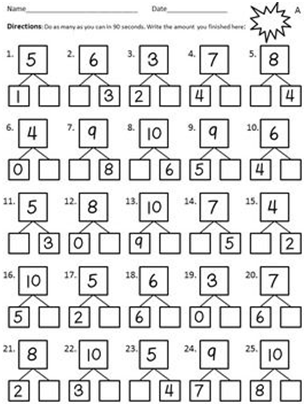 Name Date
A
Directions: Do as many as you can in 90 seconds. Write the amount you finished here:
1. 5 2. 6 3. 3 4. 7 5. 8
1 3 2 4 4
6. 4 7. 9 8. 10 9. 9 10. 6
0 8 6 5 4
11. 5 12. 8 13. 10 14. 7 15. 4
3 0 9 5 2
16. 10 17. 5 18. 6 19. 3 20. 7
5 2 6 0 6
21. 8 22. 10 23. 5 24. 9 25. 10
2 3 4 7 8